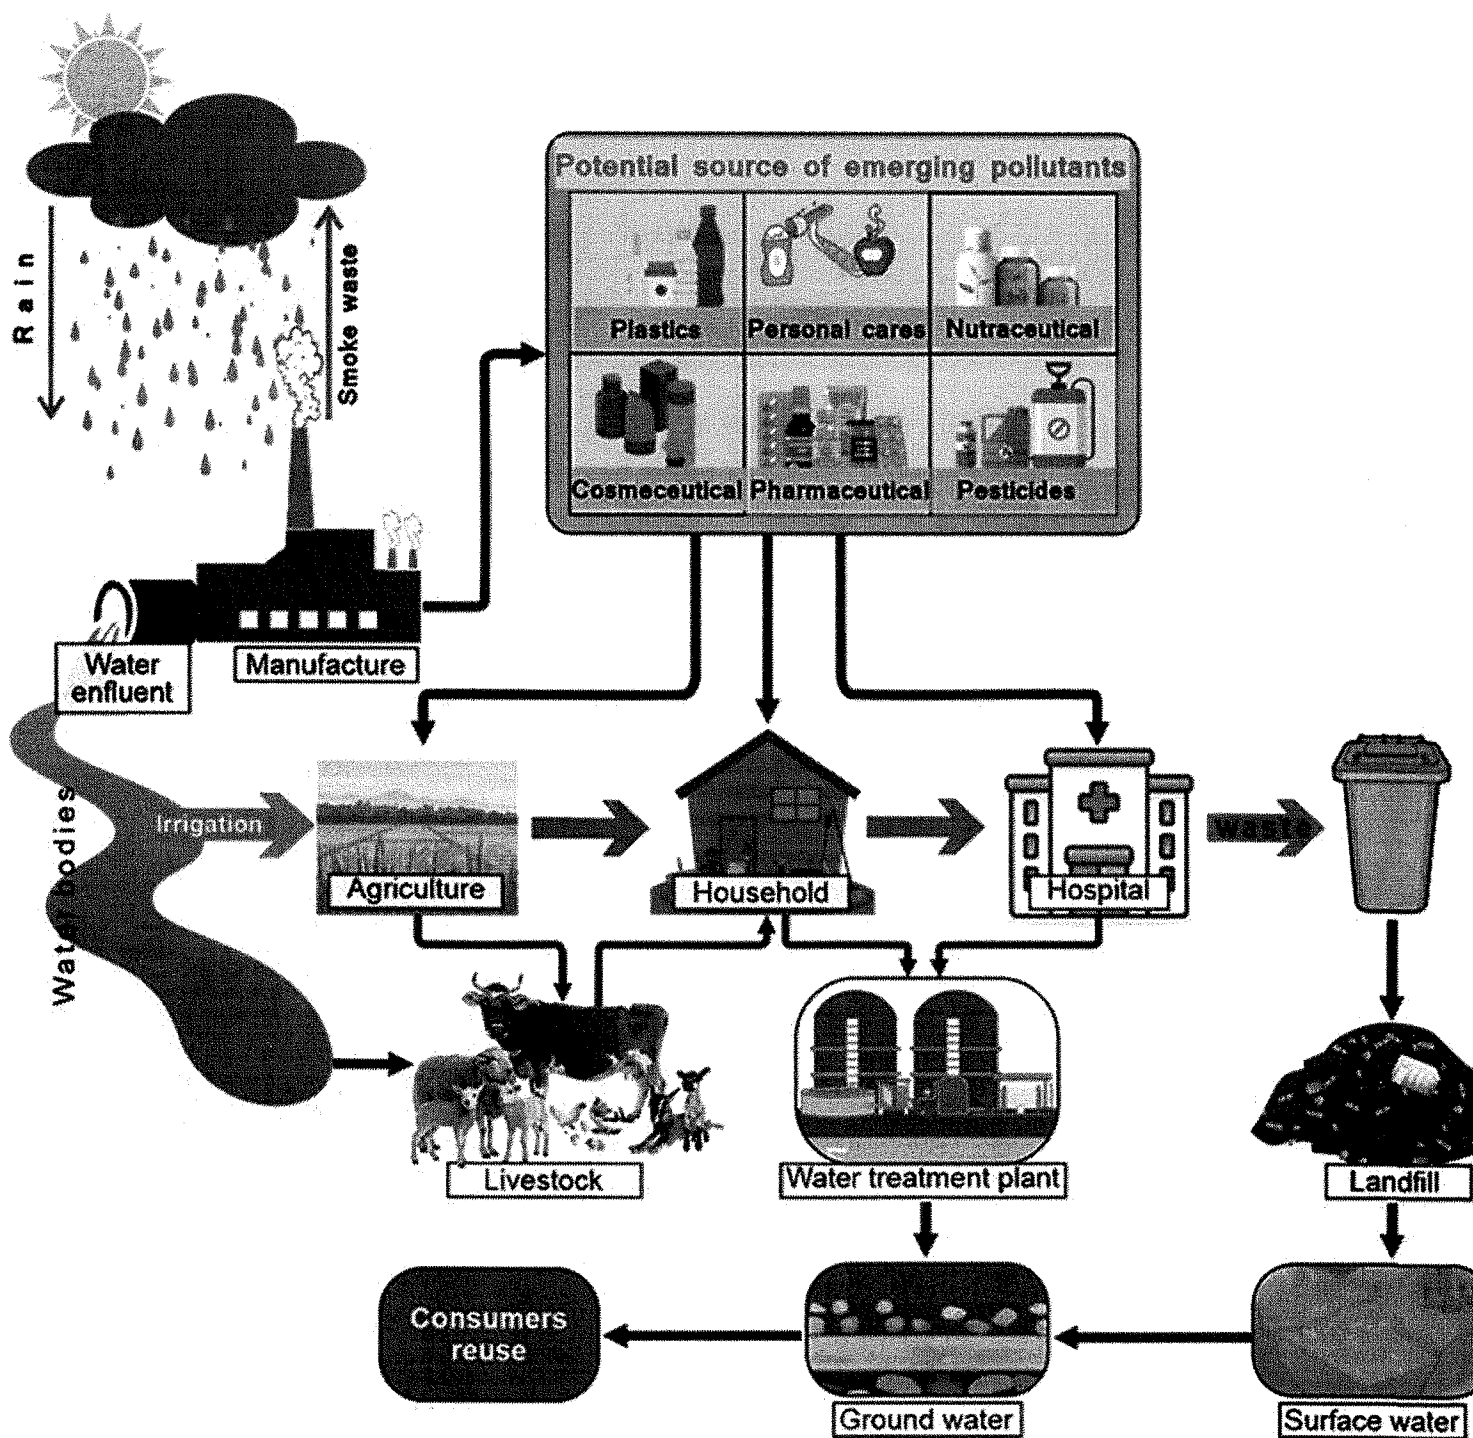 Potential source of emerging pollutants
Rain
Smoke waste
Plastics
Personal cares
Nutraceutical
Cosmeceutical
Pharmaceutical
Pesticides
Water
enfluent
Manufacture
Water bodies
Irrigation
waste
Agriculture
Household
Hospital
Livestock
Water treatment plant
Landfill
Consumers
reuse
Ground water
Surface water